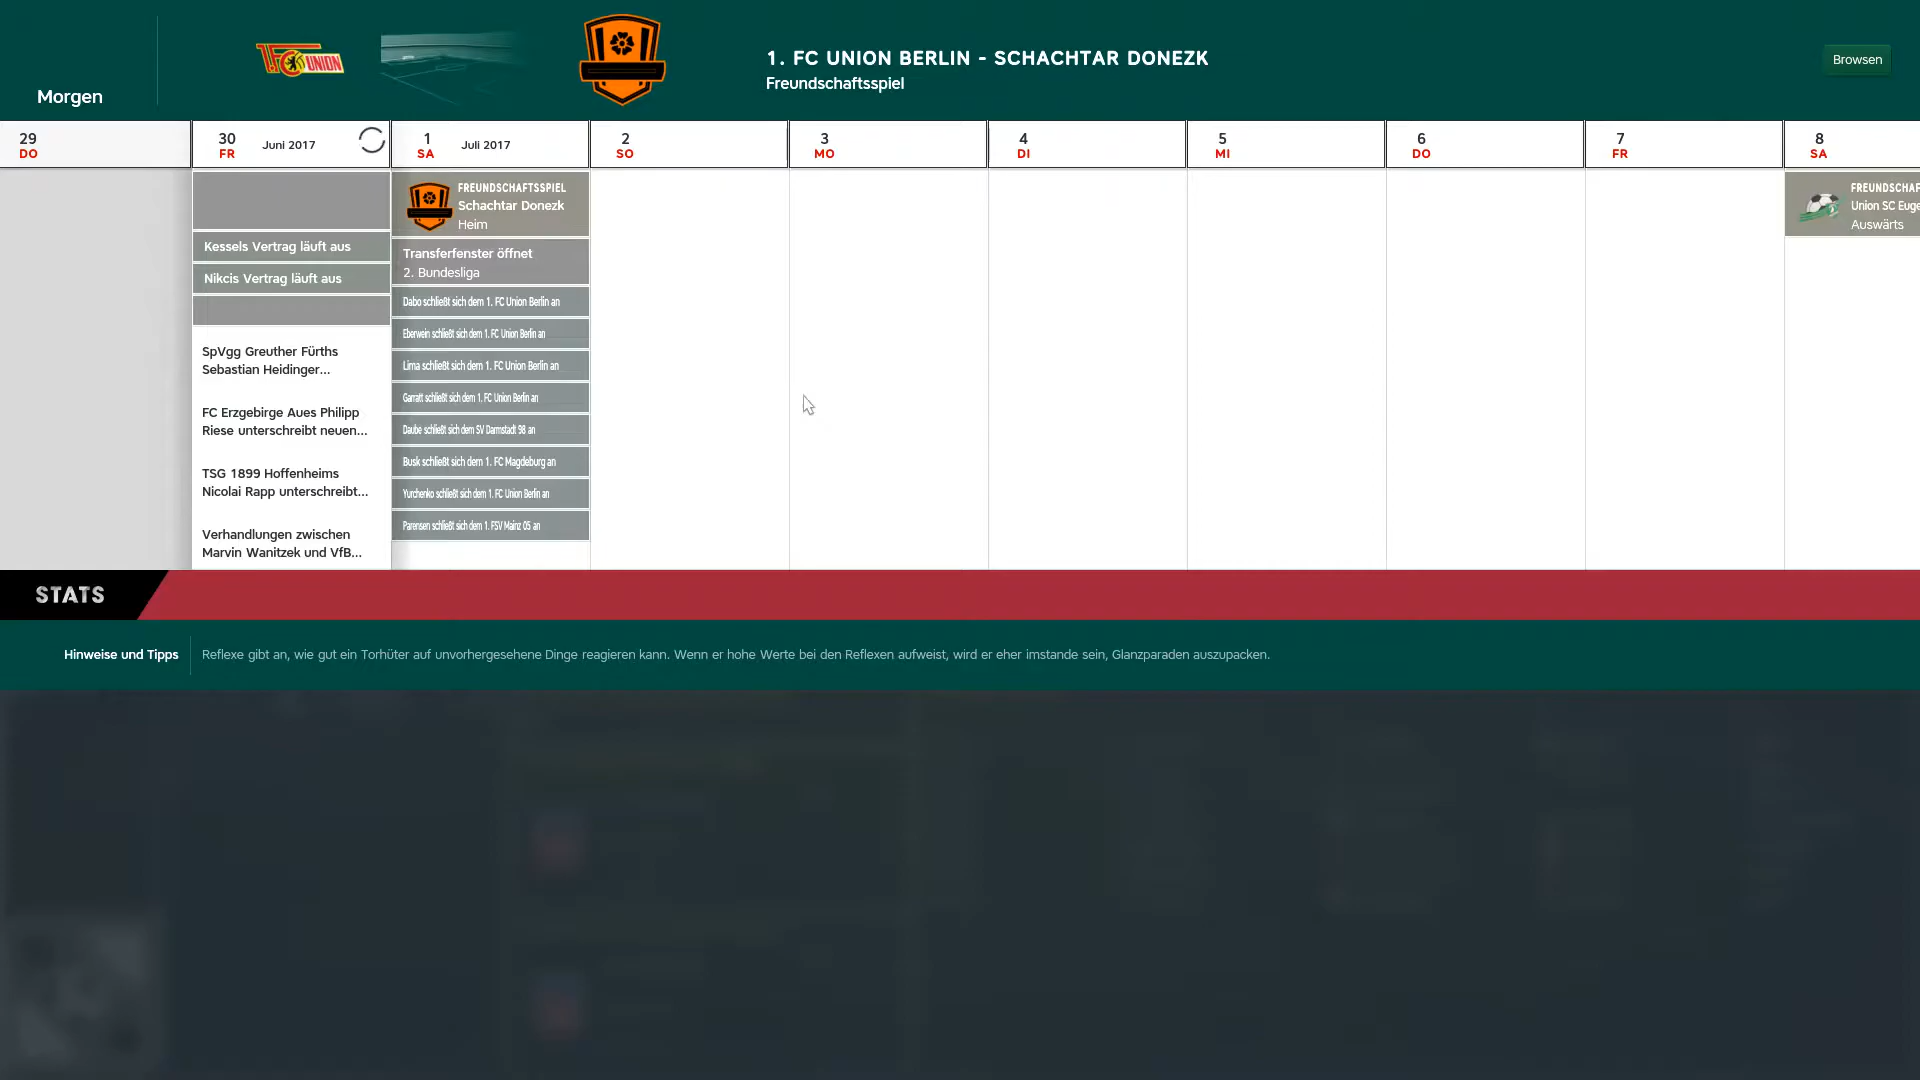 1. FC UNION BERLIN - SCHACHTAR DONEZK
Freundschaftsspiel
Browsen
Morgen
29
DO
30
FR
Juni 2017
1
SA
Juli 2017
2
SO
3
MO
4
DI
5
MI
6
DO
7
FR
8
SA
Kessels Vertrag läuft aus
Nikcis Vertrag läuft aus
SpVgg Greuther Fürths
Sebastian Heidinger...
FC Erzgebirge Aues Philipp
Riese unterschreibt neuen...
TSG 1899 Hoffenheims
Nicolai Rapp unterschreibt...
Verhandlungen zwischen
Marvin Wanitzek und VfB...
FREUNDSCHAFTSSPIEL
Schachtar Donezk
Heim
Transferfenster öffnet
2. Bundesliga
Dabo schließt sich dem 1. FC Union Berlin an
Eberwein schließt sich dem 1. FC Union Berlin an
Lima schließt sich dem 1. FC Union Berlin an
Garratt schließt sich dem 1. FC Union Berlin an
Daube schließt sich dem SV Darmstadt 98 an
Busk schließt sich dem 1. FC Magdeburg an
Yurchenko schließt sich dem 1. FC Union Berlin an
Parensen schließt sich dem 1. FSV Mainz 05 an
FREUNDSCHAF
Union SC Euge
Auswärts
STATS
Hinweise und Tipps
Reflexe gibt an, wie gut ein Torhüter auf unvorhergesehene Dinge reagieren kann. Wenn er hohe Werte bei den Reflexen aufweist, wird er eher imstande sein, Glanzparaden auszupacken.